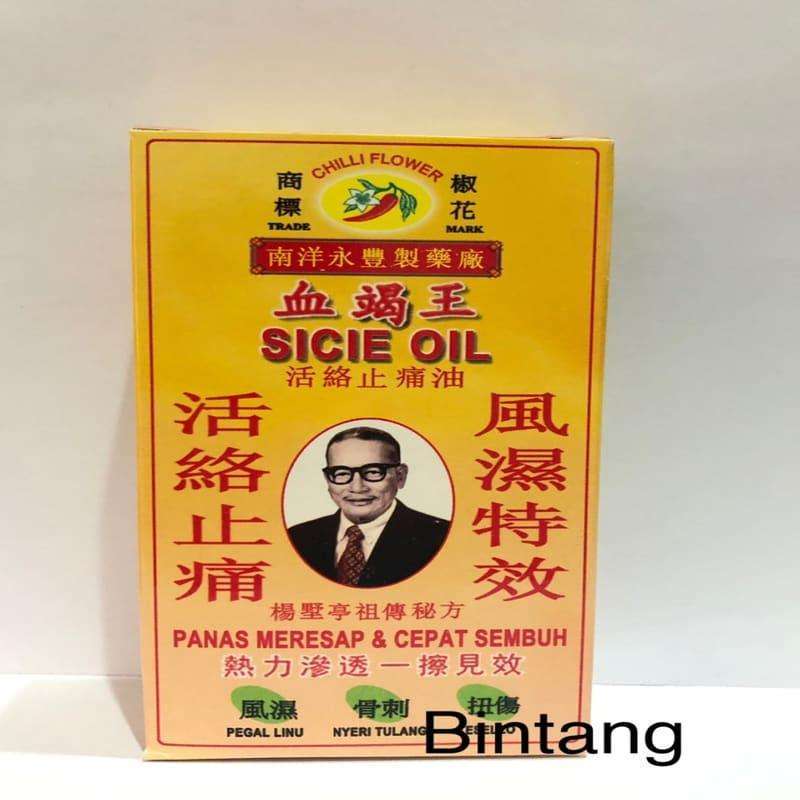 CHILLI FLOWER
商標
TRADE
椒花
MARK
南洋永豐製藥廠
血竭王
SICIE OIL
活絡止痛油
活絡止痛
風濕特效
楊墅亭祖傳秘方
PANAS MERESAP & CEPAT SEMBUH
熱力滲透一擦見效
風濕
骨刺
扭傷
PEGAL LINU
NYERI TULANG
Bintang